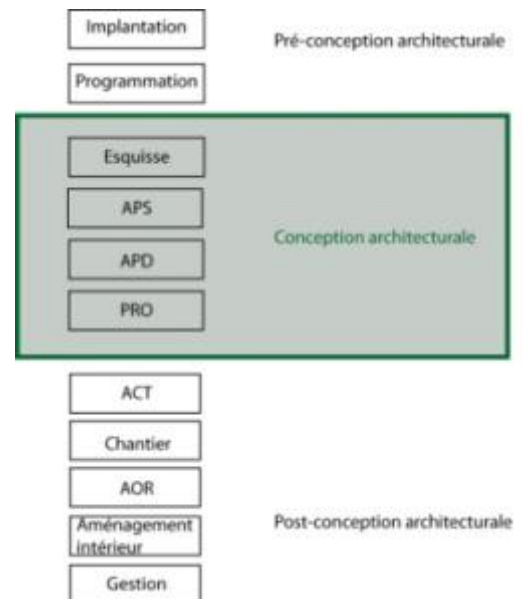 Implantation
Pré-conception architecturale
Programmation
Esquisse
APS
Conception architecturale
APD
PRO
ACT
Chantier
AOR
Aménagement
intérieur
Post-conception architecturale
Gestion